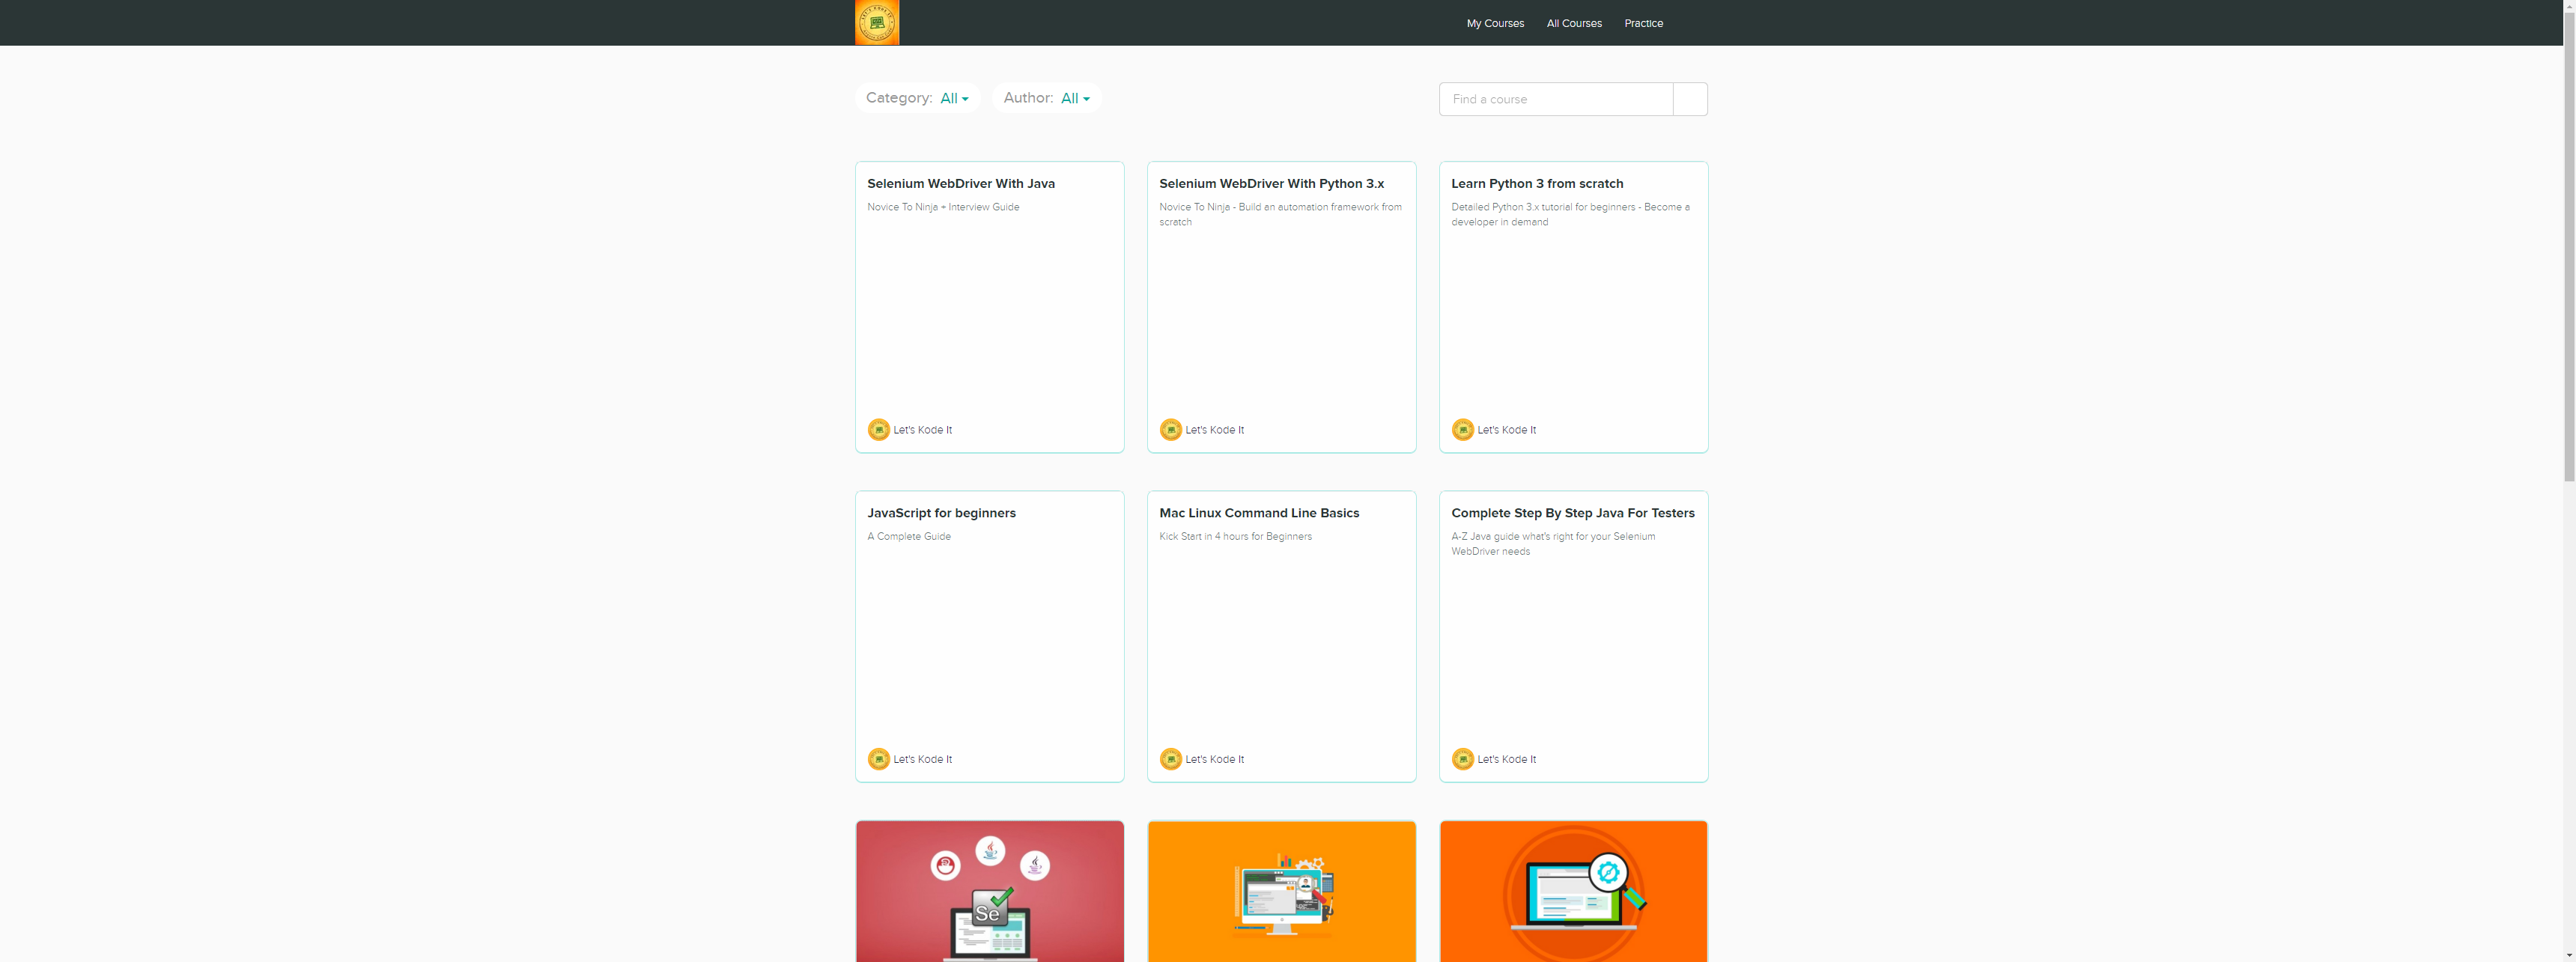 My Courses
All Courses
Practice
Category: All
Author: All
Find a course
Selenium WebDriver With Java
Novice To Ninja + Interview Guide
Let's Kode It
Selenium WebDriver With Python 3.x
Novice To Ninja - Build an automation framework from
scratch
Let's Kode It
Learn Python 3 from scratch
Detailed Python 3.x tutorial for beginners - Become a
developer in demand
Let's Kode It
JavaScript for beginners
A Complete Guide
Let's Kode It
Mac Linux Command Line Basics
Kick Start in 4 hours for Beginners
Let's Kode It
Complete Step By Step Java For Testers
A-Z Java guide what's right for your Selenium
WebDriver needs
Let's Kode It
Se